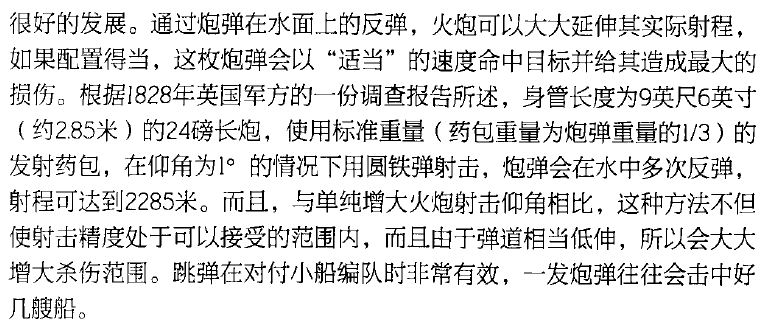 很好的发展。通过炮弹在水面上的反弹，火炮可以大大延伸其实际射程，
如果配置得当，这枚炮弹会以“适当”的速度命中目标并给其造成最大的
损伤。根据1828年英国军方的一份调查报告所述，身管长度为9英尺6英寸
（约2.85米）的24磅长炮，使用标准重量（药包重量为炮弹重量的1/3）的
发射药包，在仰角为1°的情况下用圆铁弹射击，炮弹会在水中多次反弹，
射程可达到2285米。而且，与单纯增大火炮射击仰角相比，这种方法不但
使射击精度处于可以接受的范围内，而且由于弹道相当低伸，所以会大大
增大杀伤范围。跳弹在对付小船编队时非常有效，一发炮弹往往会击中好
几艘船。